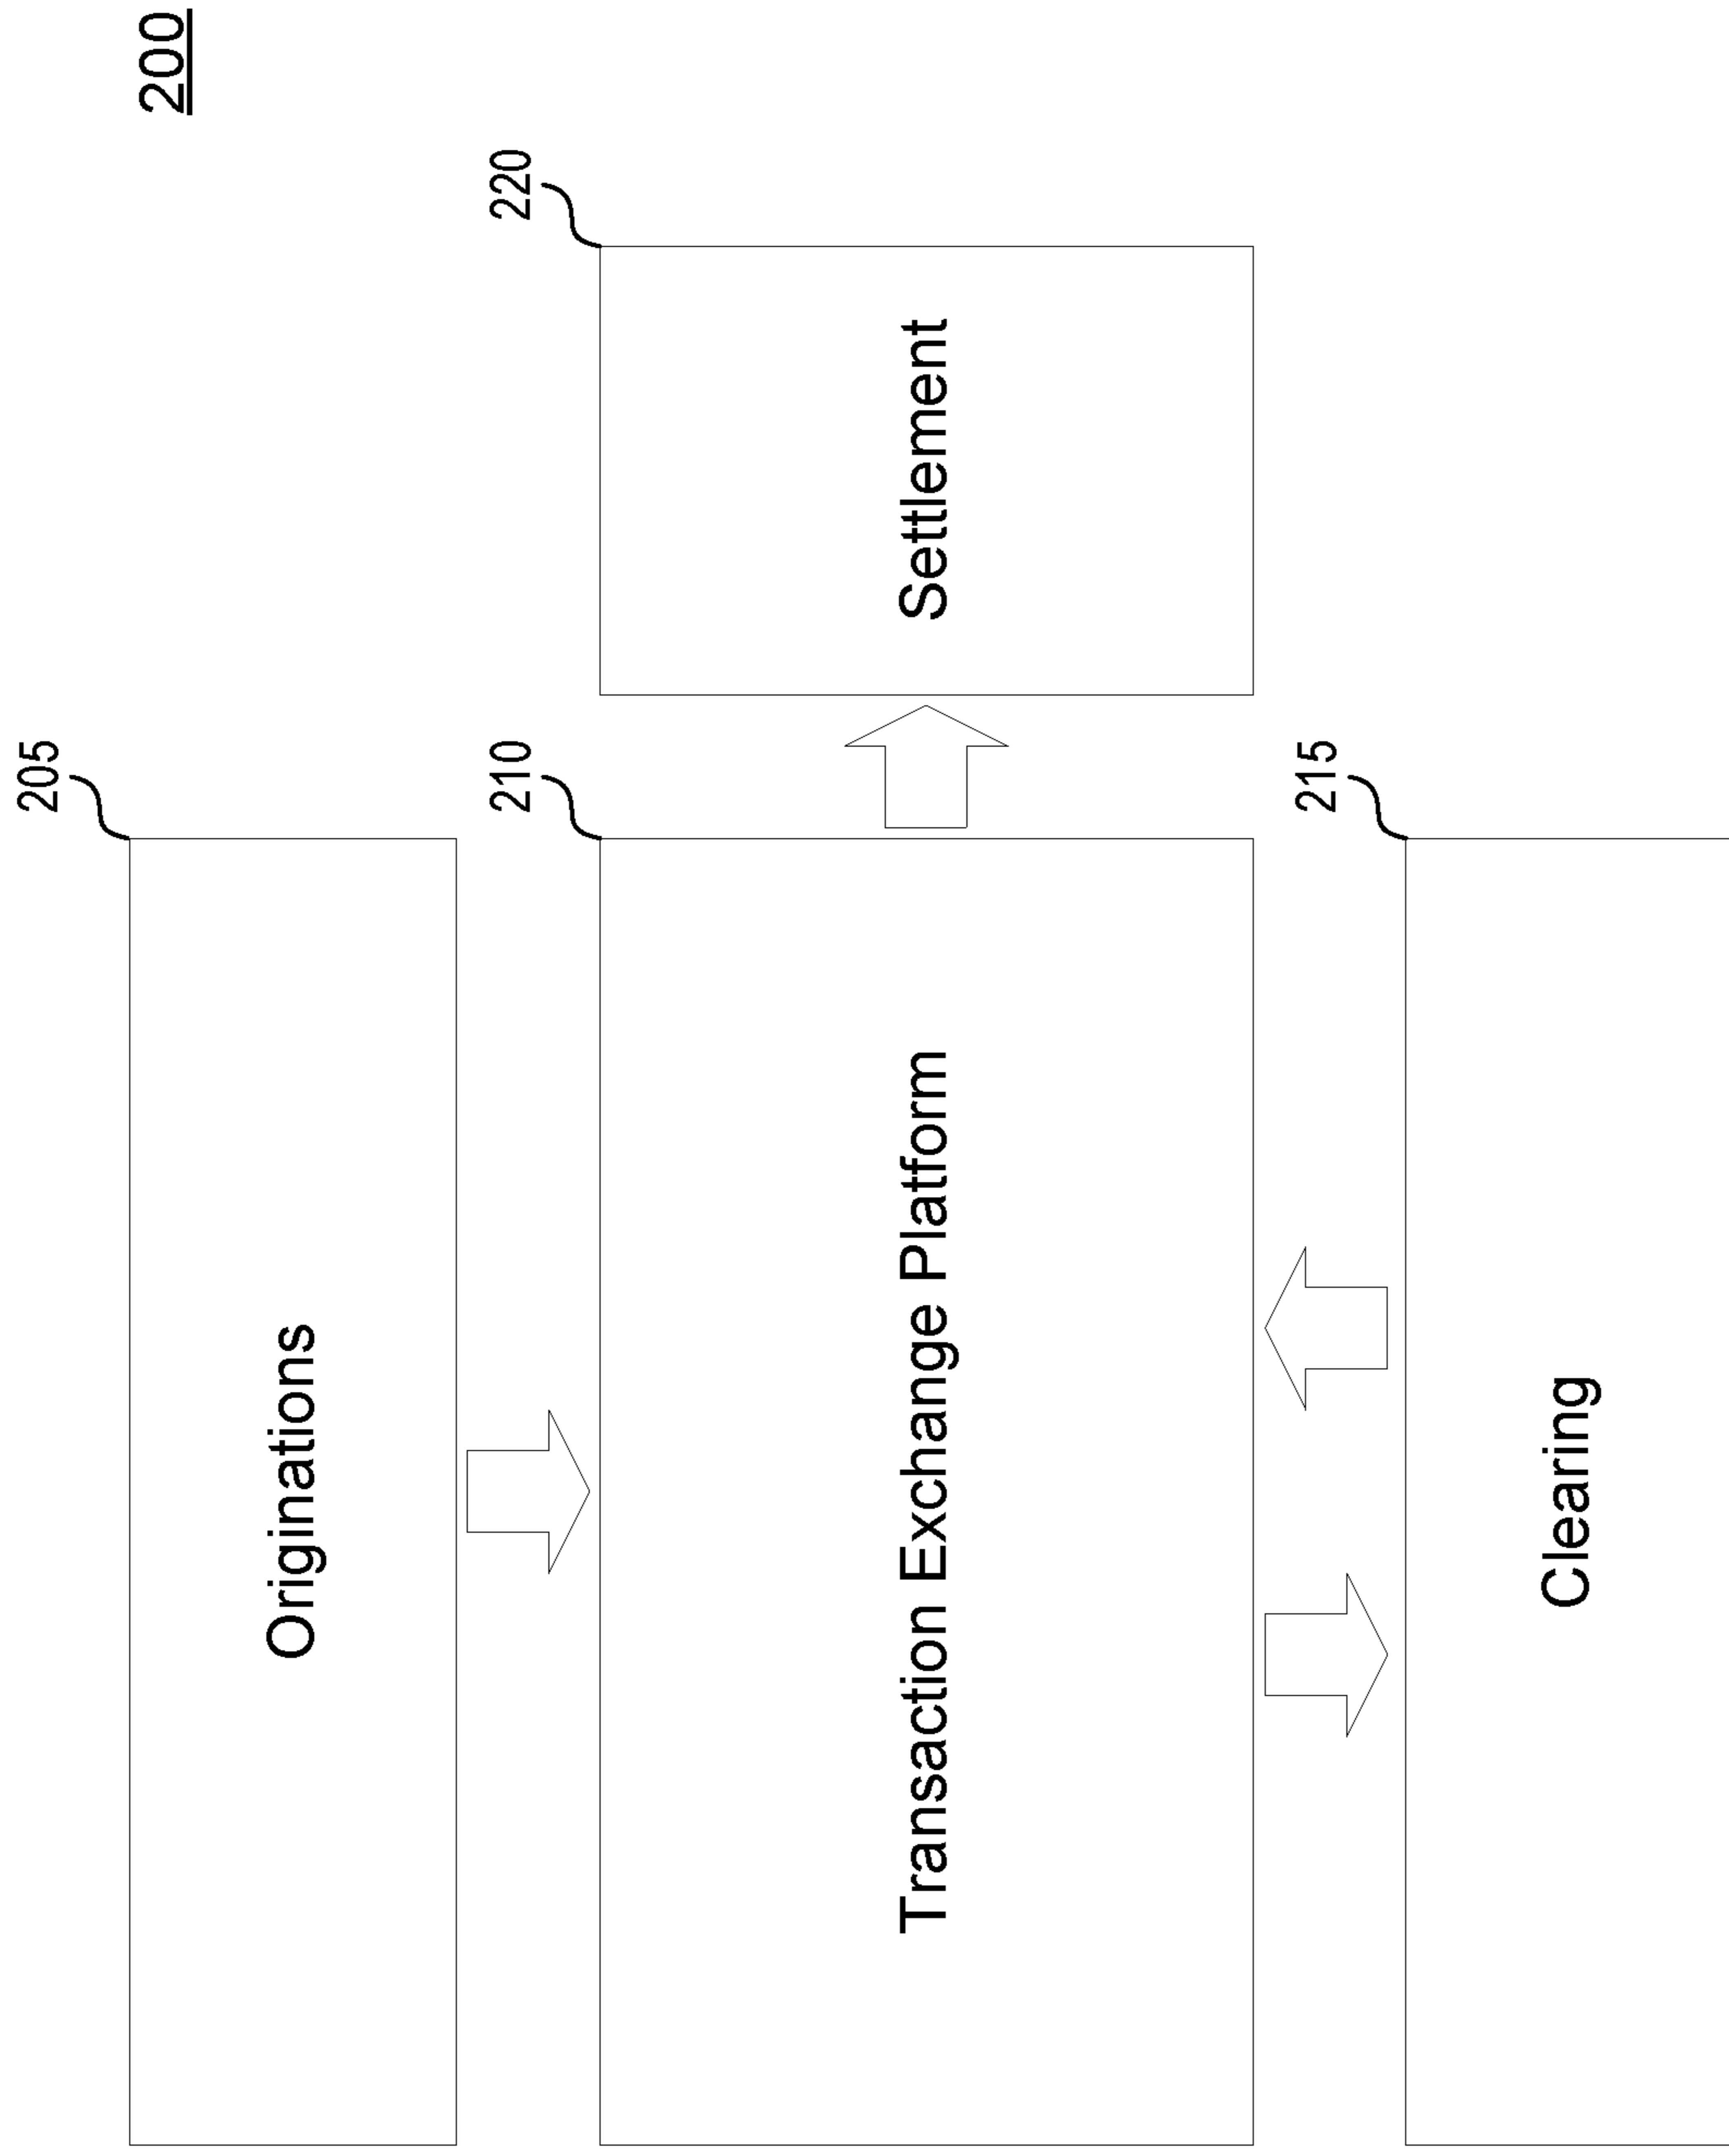 200
205
Originations
210
Transaction Exchange Platform
220
Settlement
215
Clearing